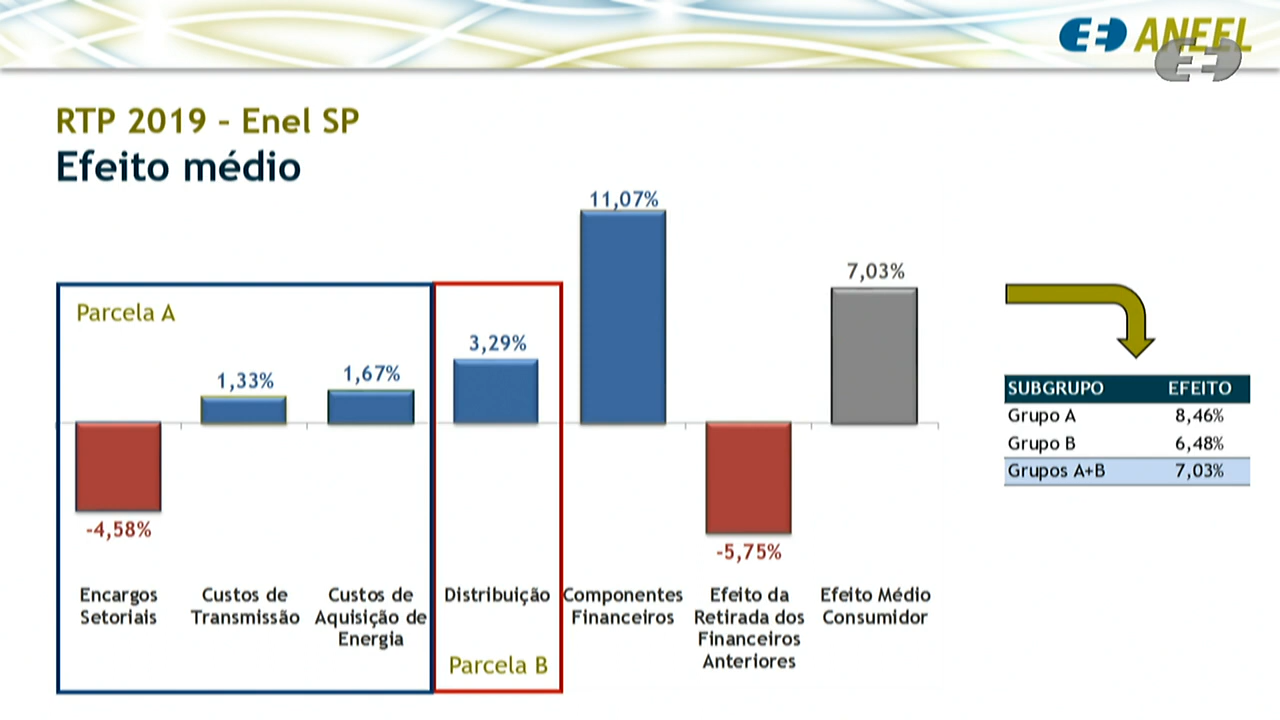 ANEEL
RTP 2019 – Enel SP
Efeito médio
11,07%
7,03%
Parcela A
3,29%
1,33%
1,67%
-4,58%
-5,75%
Encargos
Setoriais
Custos de
Transmissão
Custos de
Aquisição de
Energia
Distribuição
Parcela B
Componentes
Financeiros
Efeito da
Retirada dos
Financeiros
Anteriores
Efeito Médio
Consumidor
SUBGRUPO EFEITO
Grupo A 8,46%
Grupo B 6,48%
Grupos A+B 7,03%